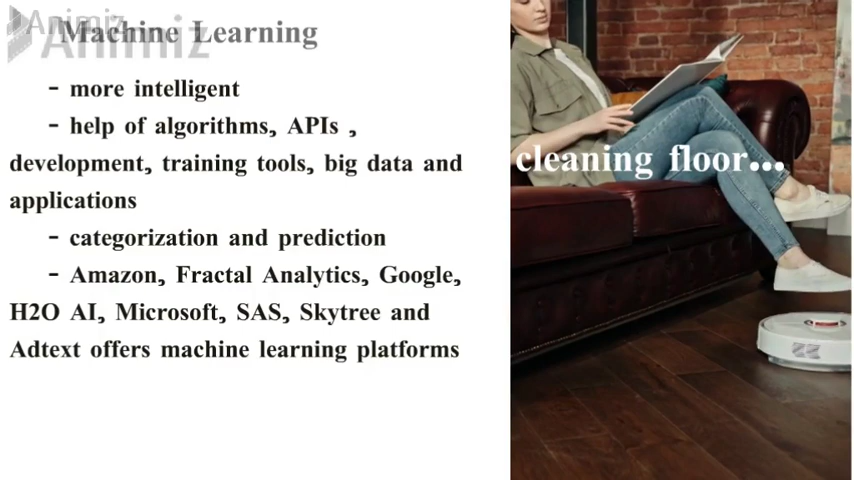 Animiz
Animiz
Machine Learning
- more intelligent
- help of algorithms, APIs ,
development, training tools, big data and
applications
- categorization and prediction
- Amazon, Fractal Analytics, Google,
H2O AI, Microsoft, SAS, Skytree and
Adtext offers machine learning platforms
cleaning floor...